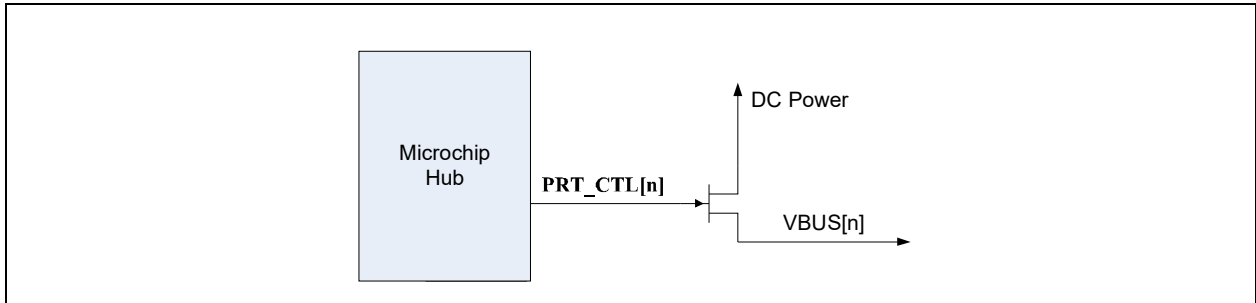 Microchip
Hub
PRT_CTL[n]
DC Power
VBUS[n]